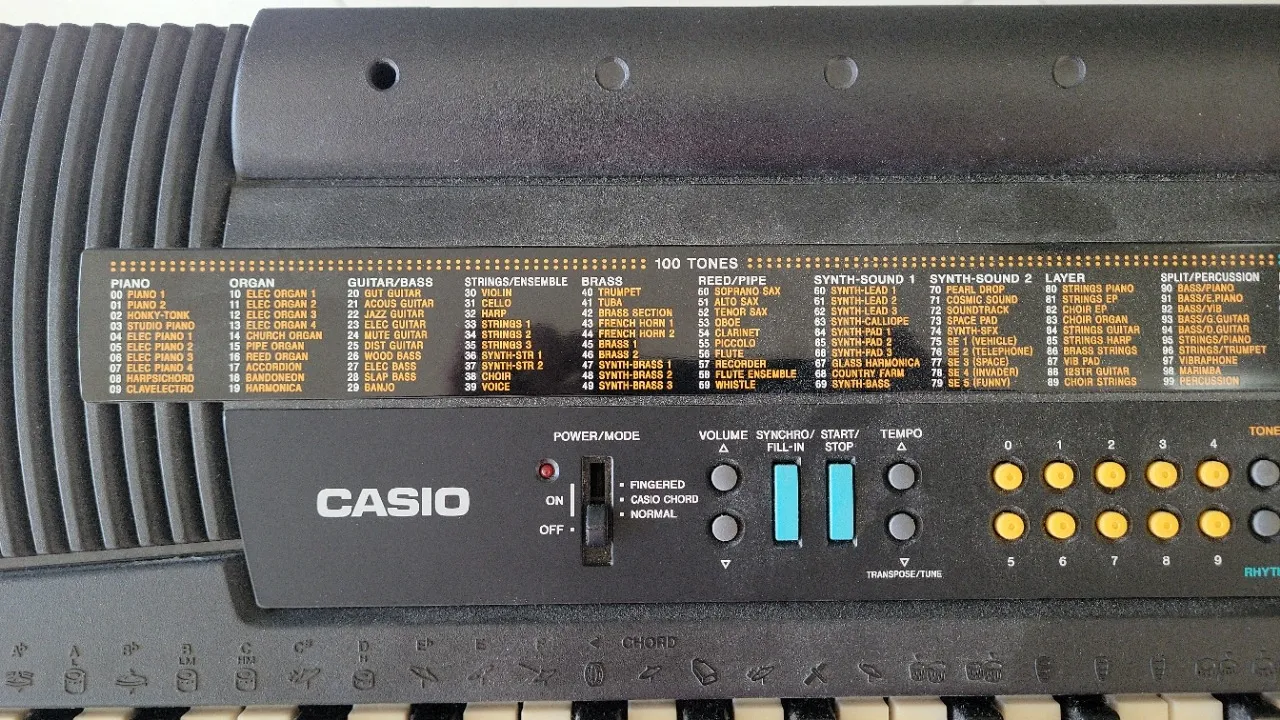 100 TONES
PIANO
00 PIANO 1
01 PIANO 2
02 HONKY-TONK
03 STUDIO PIANO
04 ELEC PIANO 1
05 ELEC PIANO 2
06 ELEC PIANO 3
07 ELEC PIANO 4
08 HARPSICHORD
09 CLAVELECTRO
ORGAN
10 ELEC ORGAN 1
11 ELEC ORGAN 2
12 ELEC ORGAN 3
13 ELEC ORGAN 4
14 CHURCH ORGAN
15 PIPE ORGAN
16 REED ORGAN
17 ACCORDION
18 BANDONEON
19 HARMONICA
GUITAR/BASS
20 GUT GUITAR
21 ACOUS GUITAR
22 JAZZ GUITAR
23 ELEC GUITAR
24 MUTE GUITAR
25 DIST GUITAR
26 WOOD BASS
27 ELEC BASS
28 SLAP BASS
29 BANJO
STRINGS/ENSEMBLE
30 VIOLIN
31 CELLO
32 HARP
33 STRINGS 1
34 STRINGS 2
35 STRINGS 3
36 SYNTH-STR 1
37 SYNTH-STR 2
38 CHOIR
39 VOICE
BRASS
40 TRUMPET
41 TUBA
42 BRASS SECTION
43 FRENCH HORN 1
44 FRENCH HORN 2
45 BRASS 1
46 BRASS 2
47 SYNTH-BRASS 1
48 SYNTH-BRASS 2
49 SYNTH-BRASS 3
REED/PIPE
50 SOPRANO SAX
51 ALTO SAX
52 TENOR SAX
53 OBOE
54 CLARINET
55 PICCOLO
56 FLUTE
57 RECORDER
58 FLUTE ENSEMBLE
59 WHISTLE
SYNTH-SOUND 1
60 SYNTH-LEAD 1
61 SYNTH-LEAD 2
62 SYNTH-LEAD 3
63 SYNTH-CALLIOPE
64 SYNTH-PAD 1
65 SYNTH-PAD 2
66 SYNTH-PAD 3
67 GLASS HARMONICA
68 COUNTRY FARM
69 SYNTH-BASS
SYNTH-SOUND 2
70 PEARL DROP
71 COSMIC SOUND
72 SOUNDTRACK
73 SPACE PAD
74 SYNTH-SFX
75 SE 1 (VEHICLE)
76 SE 2 (TELEPHONE)
77 SE 3 (SPACE)
78 SE 4 (INVADER)
79 SE 5 (FUNNY)
LAYER
80 STRINGS PIANO
81 STRINGS EP
82 CHOIR EP
83 CHOIR ORGAN
84 STRINGS GUITAR
85 STRINGS HARP
86 BRASS STRINGS
87 VIB PAD
88 12STR GUITAR
89 CHOIR STRINGS
SPLIT/PERCUSSION
90 BASS/PIANO
91 BASS/E.PIANO
92 BASS/VIB
93 BASS/A.GUITAR
94 BASS/D.GUITAR
95 STRINGS/PIANO
96 STRINGS/TRUMPET
97 VIBRAPHONE
98 MARIMBA
99 PERCUSSION
CASIO
POWER/MODE
ON
OFF
FINGERED
CASIO CHORD
NORMAL
VOLUME
SYNCHRO/
FILL-IN
START/
STOP
TEMPO
TRANSPOSE/TUNE
0 1 2 3 4
5 6 7 8 9
TONE
RHYT
A♭ A B♭ B C C# D E♭ E F ◄ CHORD
L LM HM H